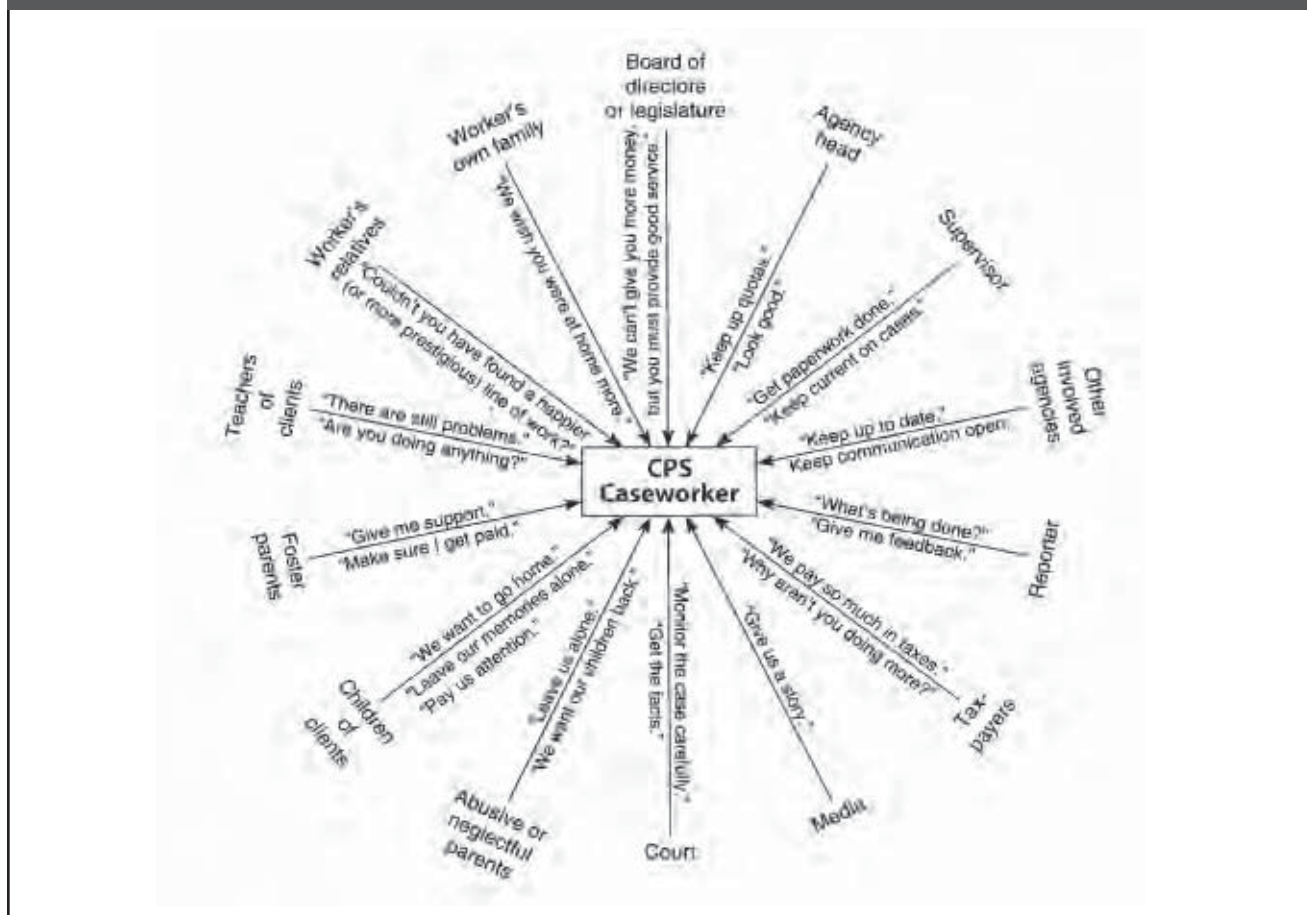 Board of
directors
or legislature
"We can't give you more money,
but you must provide good service."
Agency
head
"Keep up quotas."
"Look good."
Supervisor
"Get paperwork done."
"Keep current on cases."
Other
involved
agencies
"Keep up to date."
Keep communication open.
Reporter
"What's being done?"
"Give me feedback."
Tax-
payers
"We pay so much in taxes."
"Why aren't you doing more?"
Media
"Give us a story."
Court
"Monitor the case carefully."
"Get the facts."
Abusive or
neglectful
parents
"Leave us alone."
"We want our children back."
Children
of
clients
"We want to go home."
"Leave our memories alone."
"Pay us attention."
Foster
parents
"Give me support."
"Make sure I get paid."
Teachers
of
clients
"There are still problems."
"Are you doing anything?"
Worker's
relatives
"Couldn't you have found a happier
(or more prestigious) line of work?"
Worker's
own family
"We wish you were at home more."
CPS
Caseworker